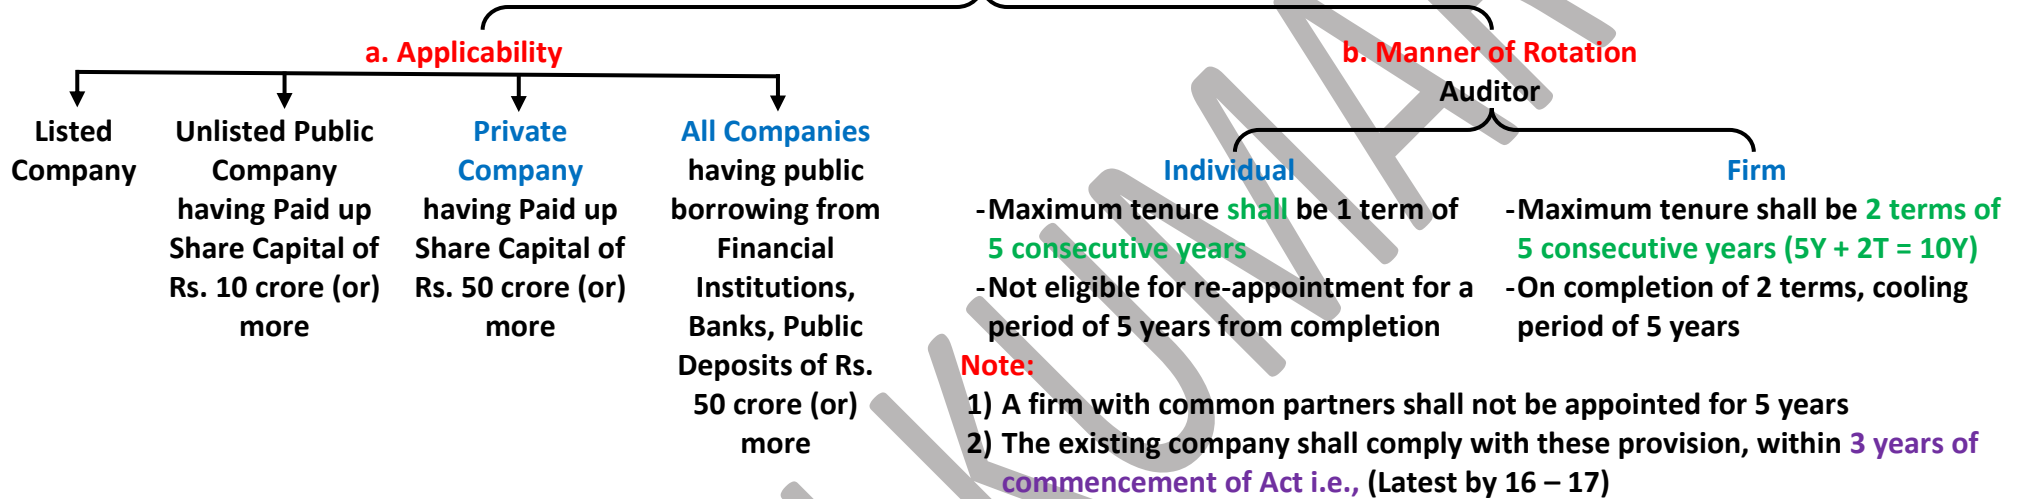 a. Applicability
Listed
Company
Unlisted Public
Company
having Paid up
Share Capital of
Rs. 10 crore (or)
more
Private
Company
having Paid up
Share Capital of
Rs. 50 crore (or)
more
All Companies
having public
borrowing from
Financial
Institutions,
Banks, Public
Deposits of Rs.
50 crore (or)
more
b. Manner of Rotation
Auditor
Individual
-Maximum tenure shall be 1 term of
5 consecutive years
-Not eligible for re-appointment for a
period of 5 years from completion
Firm
-Maximum tenure shall be 2 terms of
5 consecutive years (5Y + 2T = 10Y)
-On completion of 2 terms, cooling
period of 5 years
Note:
1) A firm with common partners shall not be appointed for 5 years
2) The existing company shall comply with these provision, within 3 years of
commencement of Act i.e., (Latest by 16 – 17)
KUMA